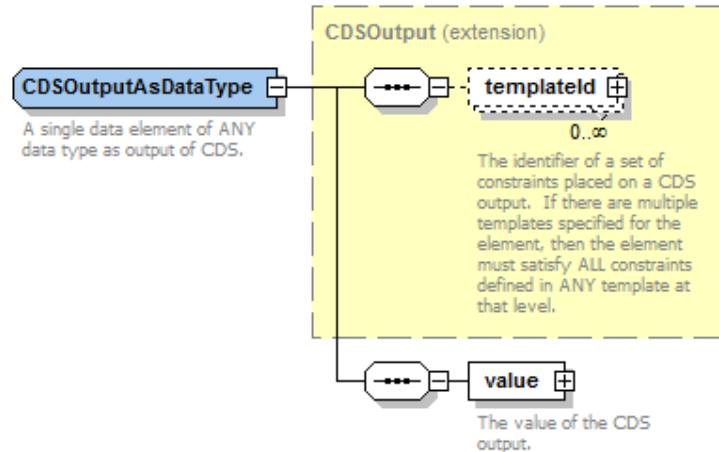 CDSOutput (extension)
CDSOutputAsDataType
templateId
A single data element of ANY
data type as output of CDS.
0..∞
The identifier of a set of
constraints placed on a CDS
output.  If there are multiple
templates specified for the
element, then the element
must satisfy ALL constraints
defined in ANY template at
that level.
value
The value of the CDS
output.